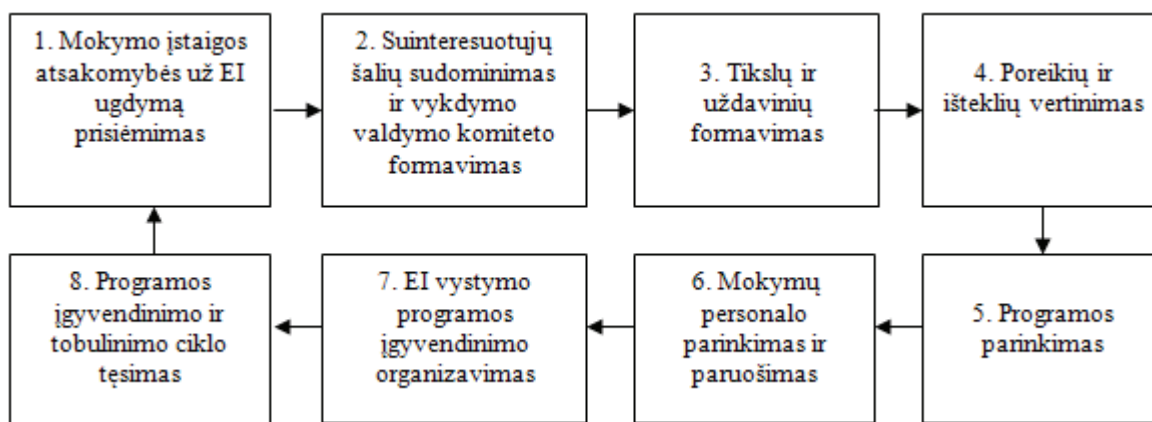 1. Mokymo įstaigos
atsakomybės už EI
ugdymą
prisiėmimas
2. Suinteresuotųjų
šalių sudominimas
ir vykdymo
valdymo komiteto
formavimas
3. Tikslų ir
uždavinių
formavimas
4. Poreikių ir
išteklių vertinimas
5. Programos
parinkimas
6. Mokymų
personalo
parinkimas ir
paruošimas
7. EI vystymo
programos
įgyvendinimo
organizavimas
8. Programos
įgyvendinimo ir
tobulinimo ciklo
tęsimas